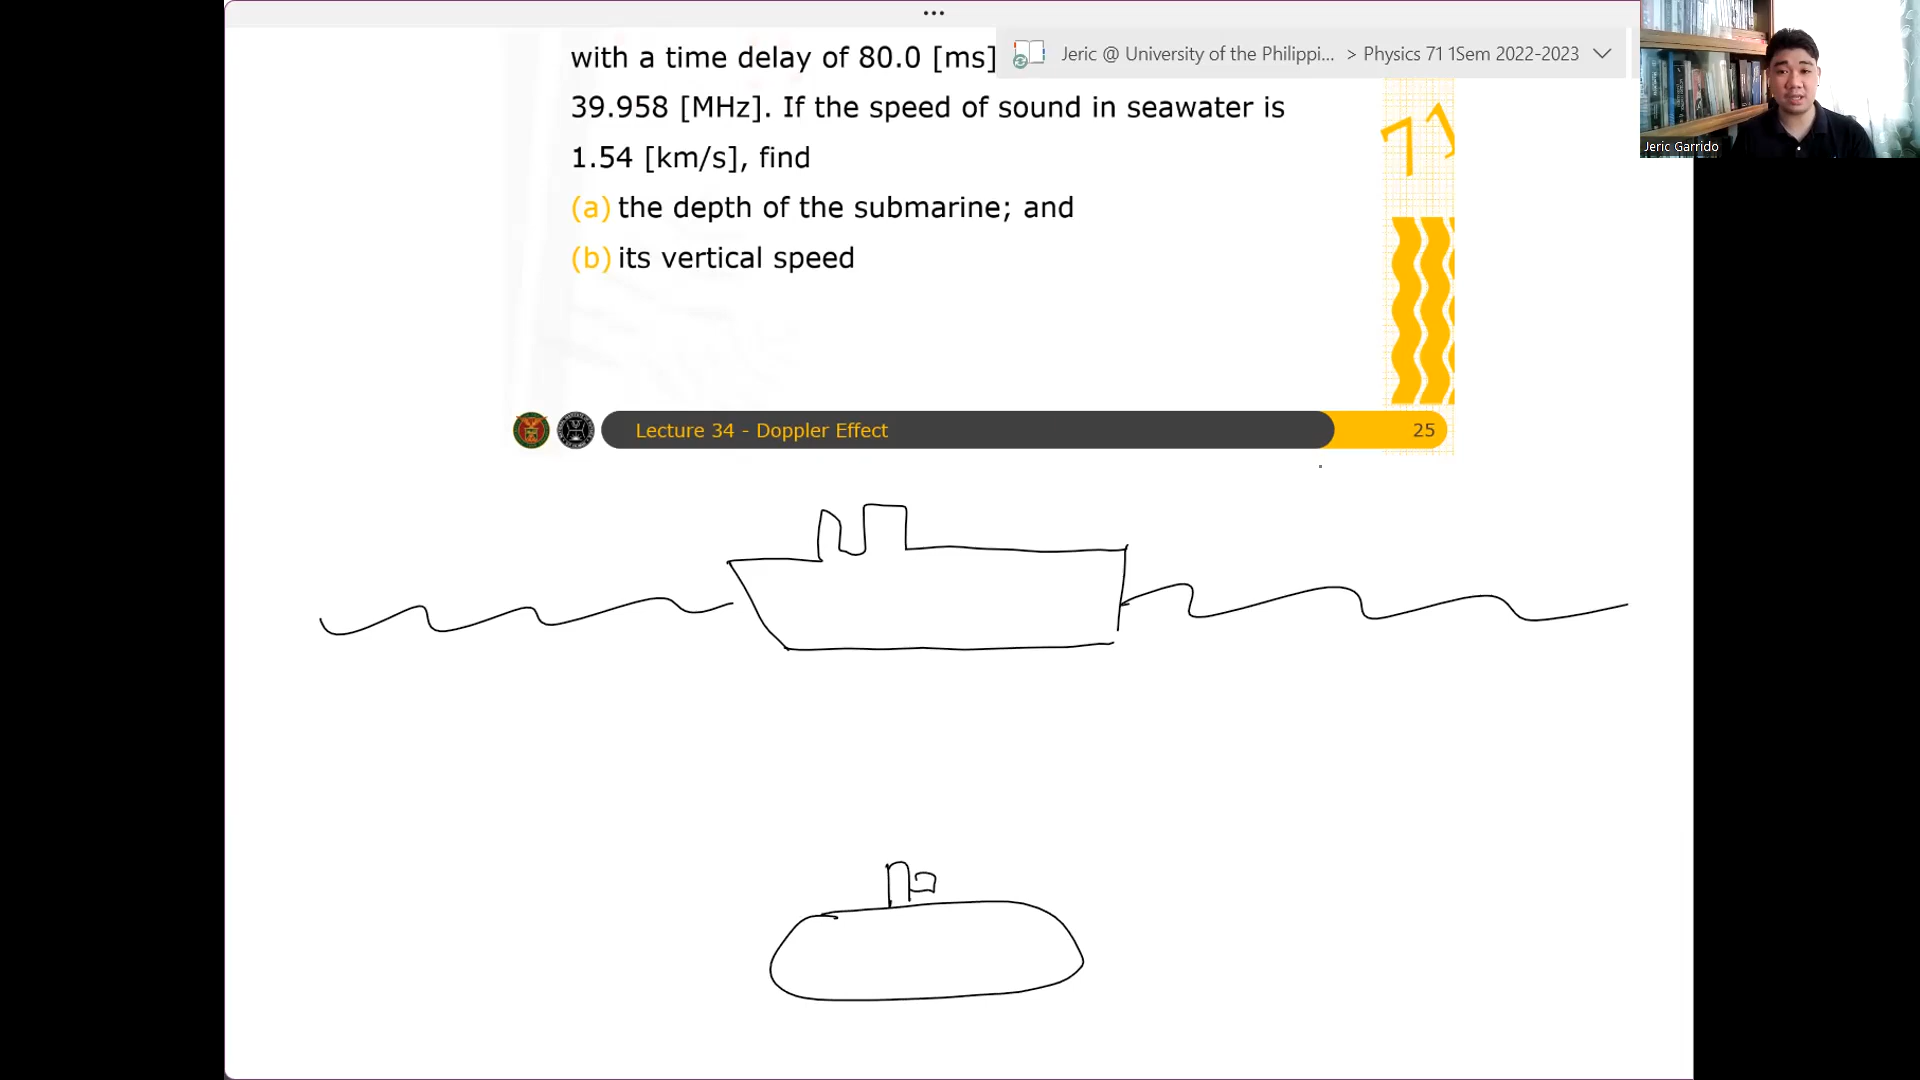 with a time delay of 80.0 [ms]
Jeric @ University of the Philippi... > Physics 71 1Sem 2022-2023
39.958 [MHz]. If the speed of sound in seawater is
1.54 [km/s], find
Jeric Garrido
(a) the depth of the submarine; and
(b) its vertical speed
71
Lecture 34 - Doppler Effect
25